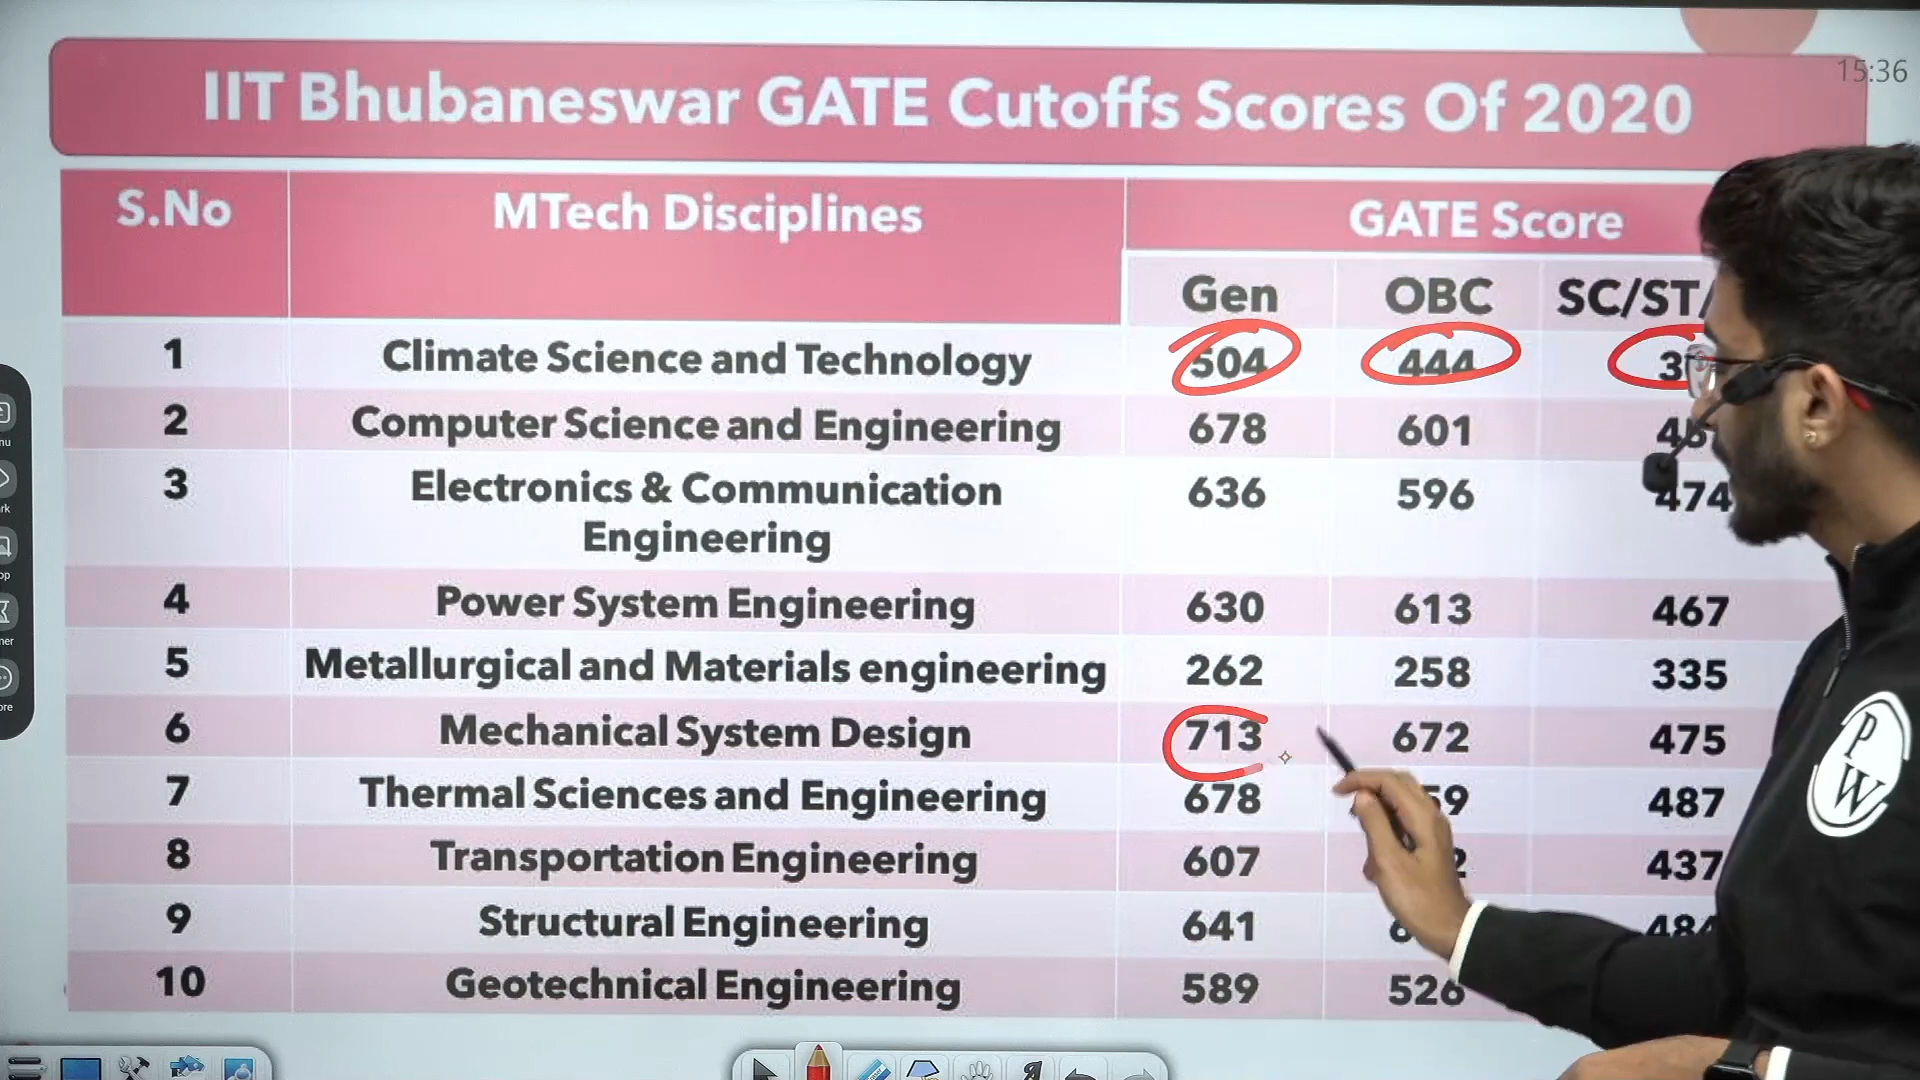 IIT Bhubaneswar GATE Cutoffs Scores Of 2020
15:36
S.No MTech Disciplines GATE Score
Gen OBC SC/ST/
1 Climate Science and Technology 504 444
2 Computer Science and Engineering 678 601
3 Electronics & Communication 636 596 474
Engineering
4 Power System Engineering 630 613 467
5 Metallurgical and Materials engineering 262 258 335
6 Mechanical System Design 713 672 475
7 Thermal Sciences and Engineering 678 487
8 Transportation Engineering 607 437
9 Structural Engineering 641 484
10 Geotechnical Engineering 589 526
P
W